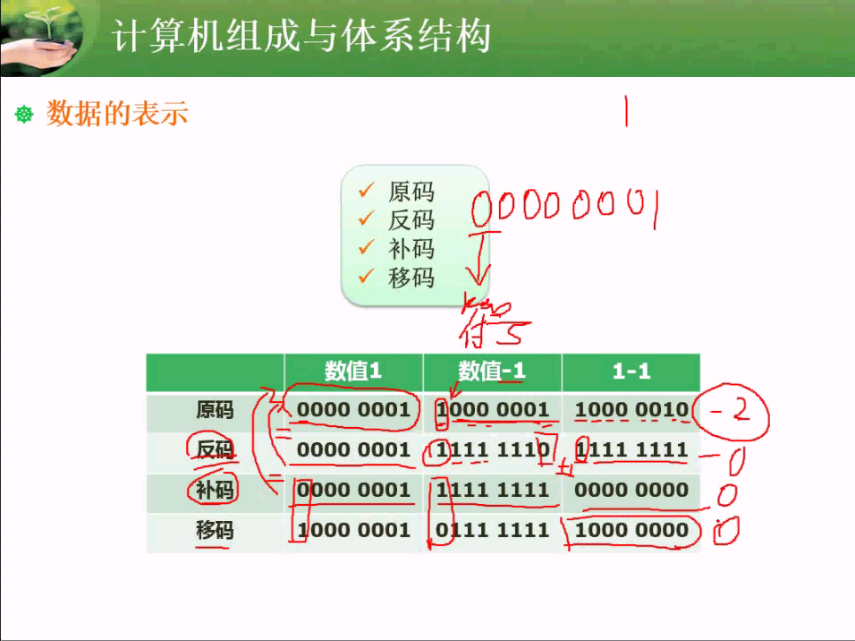 计算机组成与体系结构
数据的表示
1
原码
反码
补码
移码
00000001
符号
数值1 数值-1 1-1
原码 0000 0001 1000 0001 1000 0010 -2
反码 0000 0001 1111 1110 +1 1111 1111 -0
补码 0000 0001 1111 1111 0000 0000 0
移码 1000 0001 0111 1111 1000 0000 0